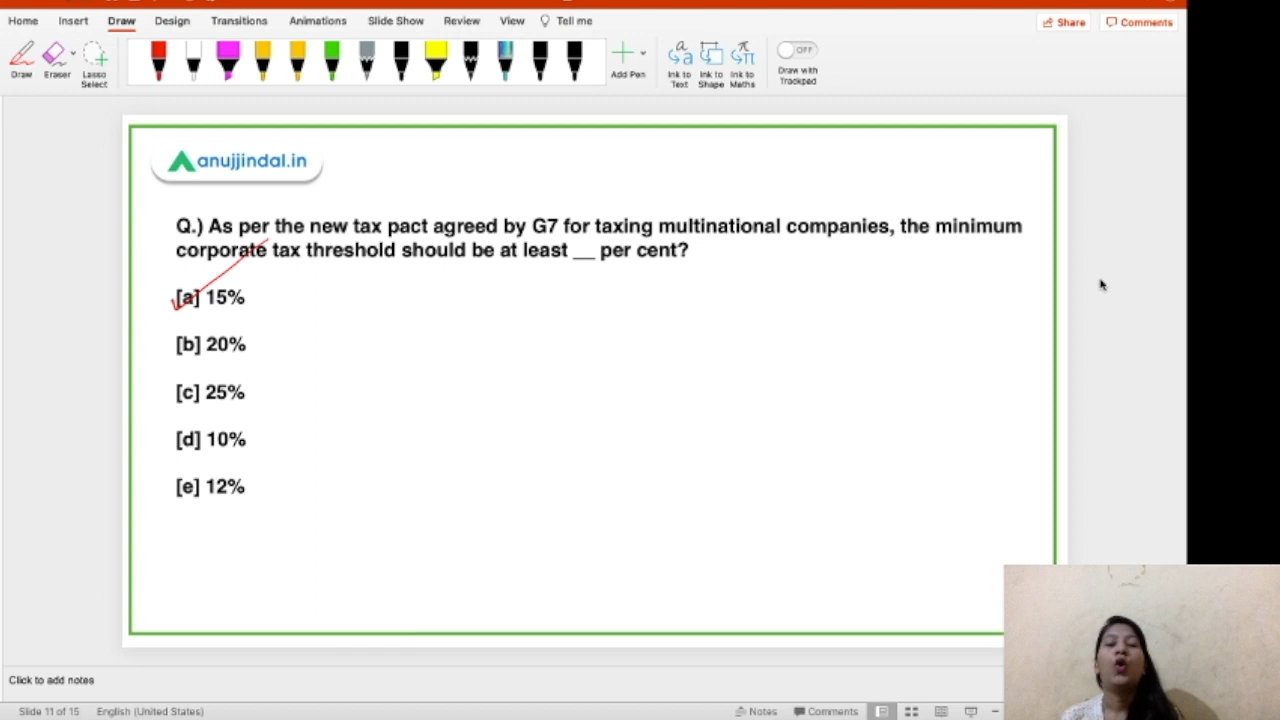 Home Insert Draw Design Transitions Animations Slide Show Review View Tell me Share Comments
Draw Eraser Lasso Select Add Pen Ink to Text Ink to Shape Ink to Maths OFF Draw with Trackpad
anujjindal.in
Q.) As per the new tax pact agreed by G7 for taxing multinational companies, the minimum
corporate tax threshold should be at least __ per cent?
[a] 15%
[b] 20%
[c] 25%
[d] 10%
[e] 12%
Click to add notes
Slide 11 of 15 English (United States) Notes Comments